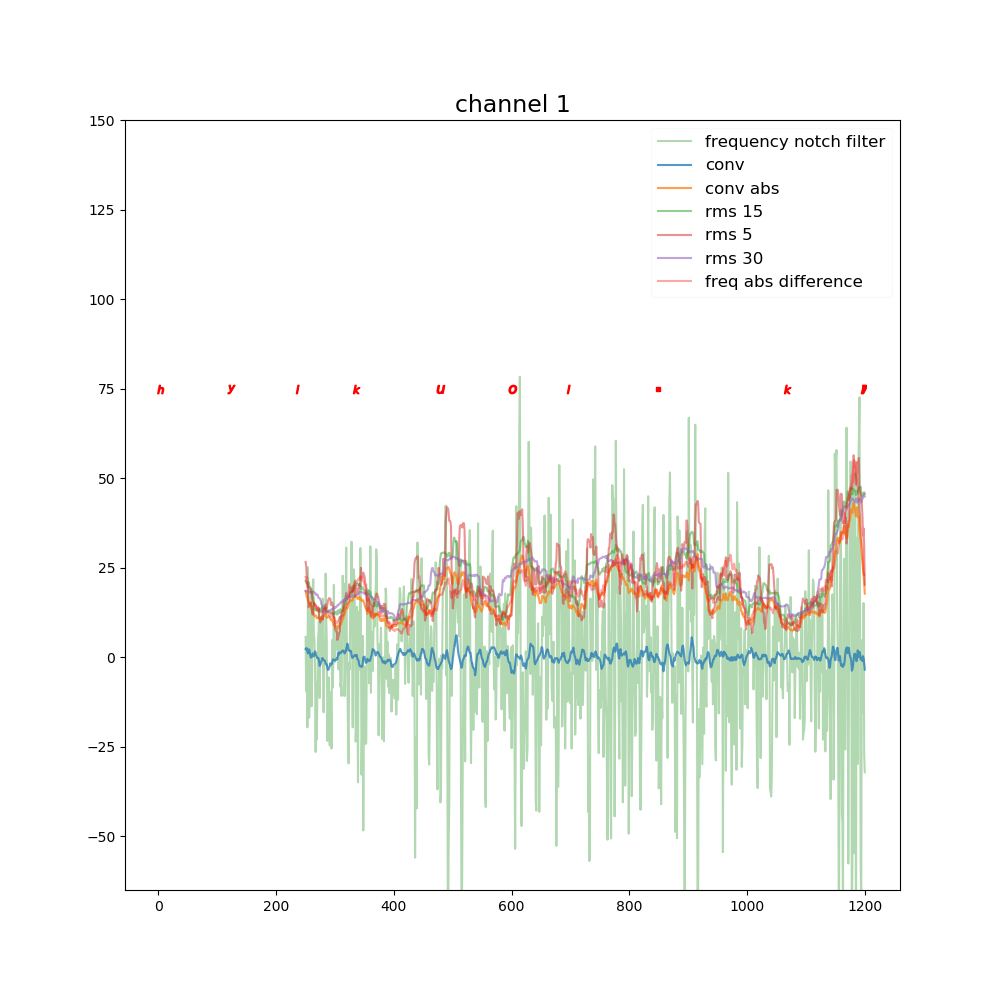 channel 1
150
frequency notch filter
conv
125
conv abs
rms 15
rms 5
rms 30
100
freq abs difference
75
h y l k u o l . k
50
25
0
−25
−50
0 200 400 600 800 1000 1200